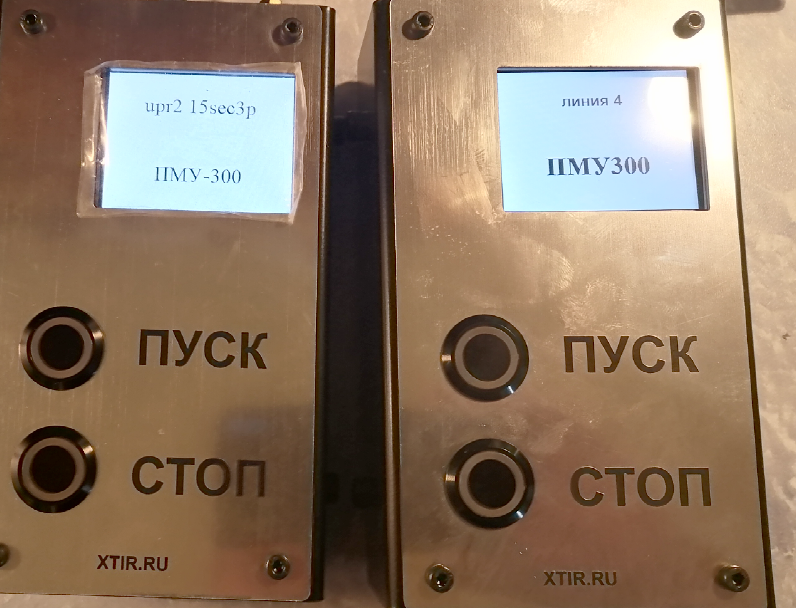 upr2 15sec3p
ПМУ-300
ПУСК
СТОП
XTIR.RU
линия 4
ПМУ300
ПУСК
СТОП
XTIR.RU